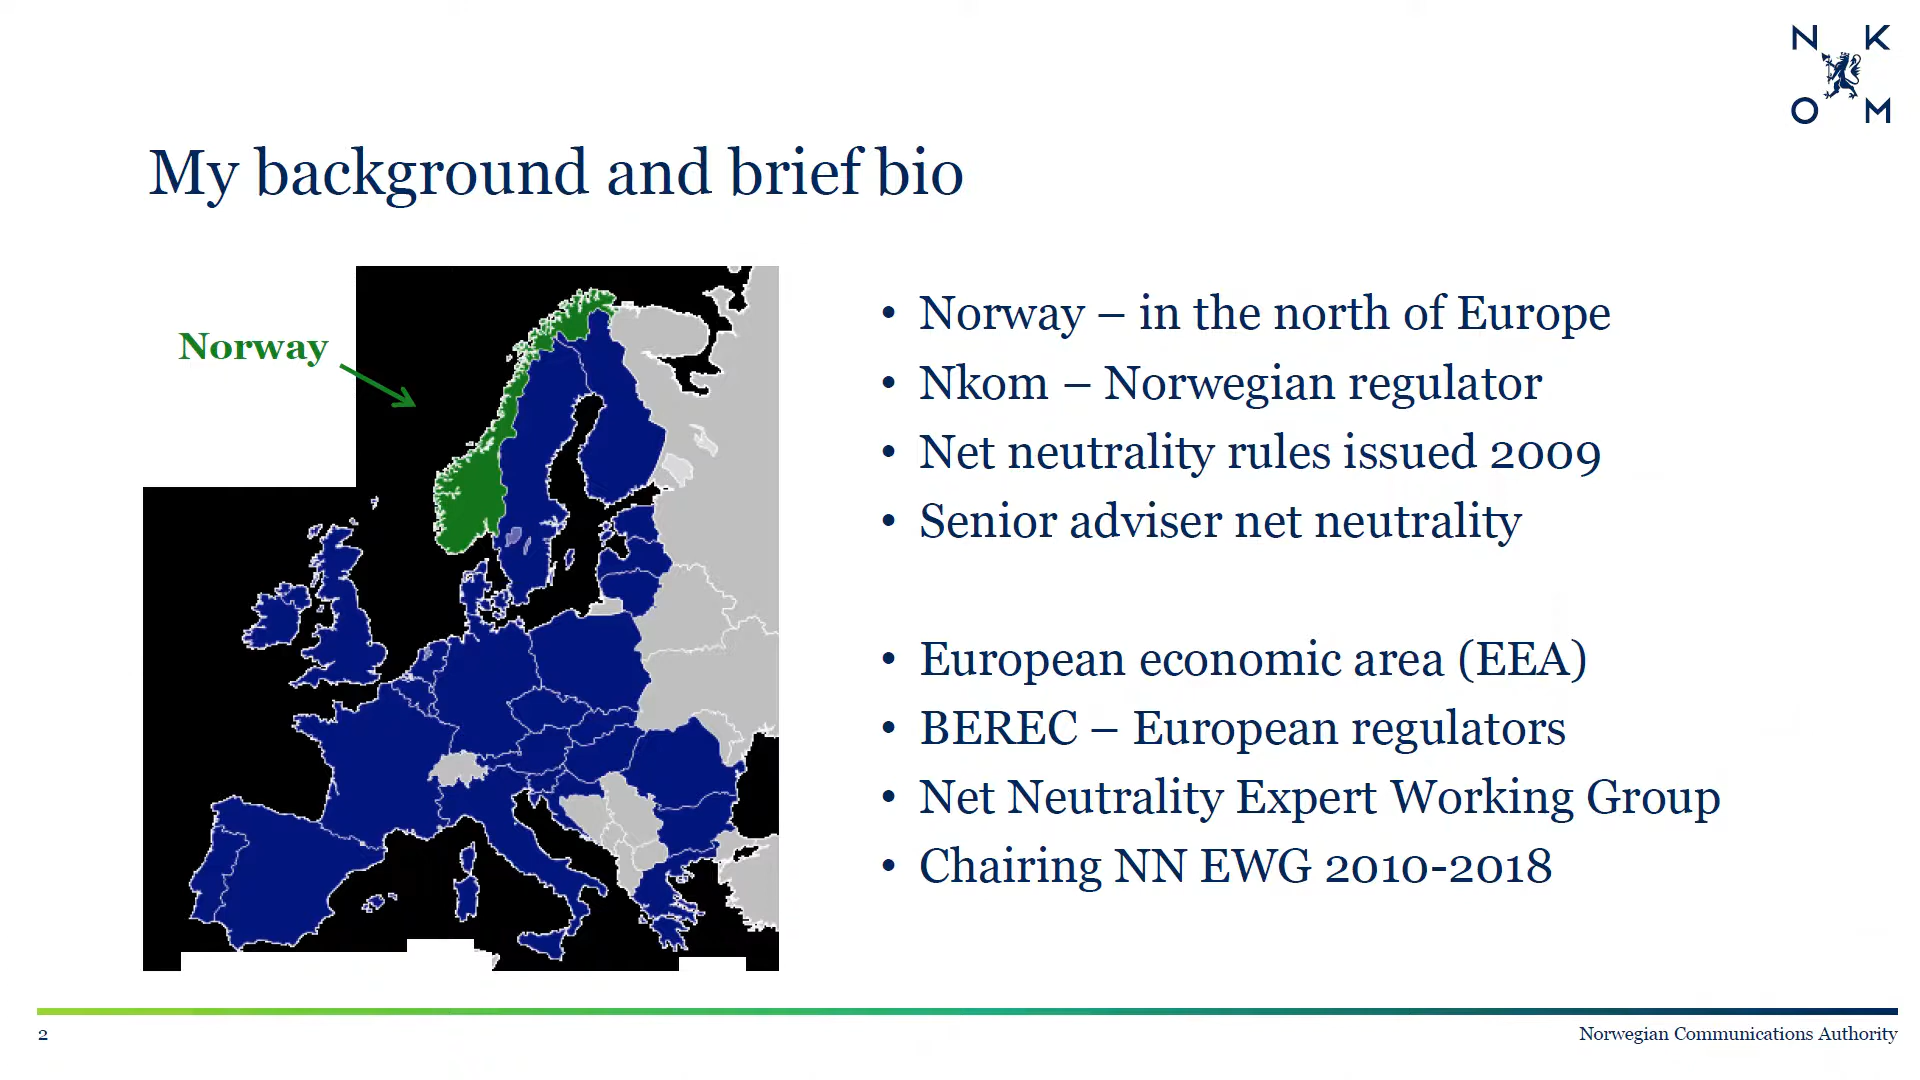 N K
O M
My background and brief bio
Norway
• Norway – in the north of Europe
• Nkom – Norwegian regulator
• Net neutrality rules issued 2009
• Senior adviser net neutrality
• European economic area (EEA)
• BEREC – European regulators
• Net Neutrality Expert Working Group
• Chairing NN EWG 2010-2018
2
Norwegian Communications Authority